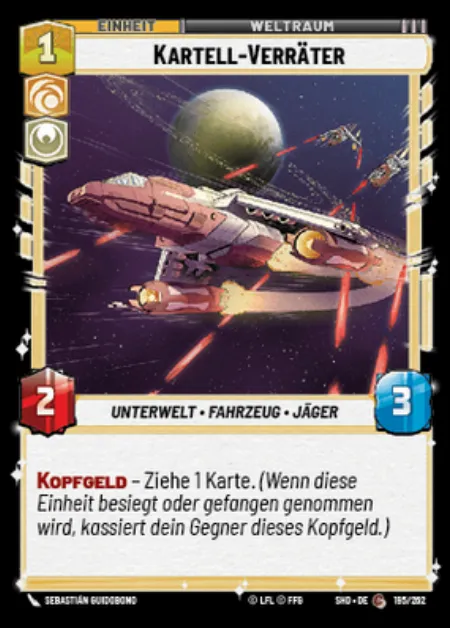 EINHEIT
WELTRAUM
1
KARTELL-VERRÄTER
2
UNTERWELT • FAHRZEUG • JÄGER
3
KOPFGELD – Ziehe 1 Karte. (Wenn diese
Einheit besiegt oder gefangen genommen
wird, kassiert dein Gegner dieses Kopfgeld.)
SEBASTIÁN GUIDOBONO
© LFL © FFG
SHD • DE
195/262